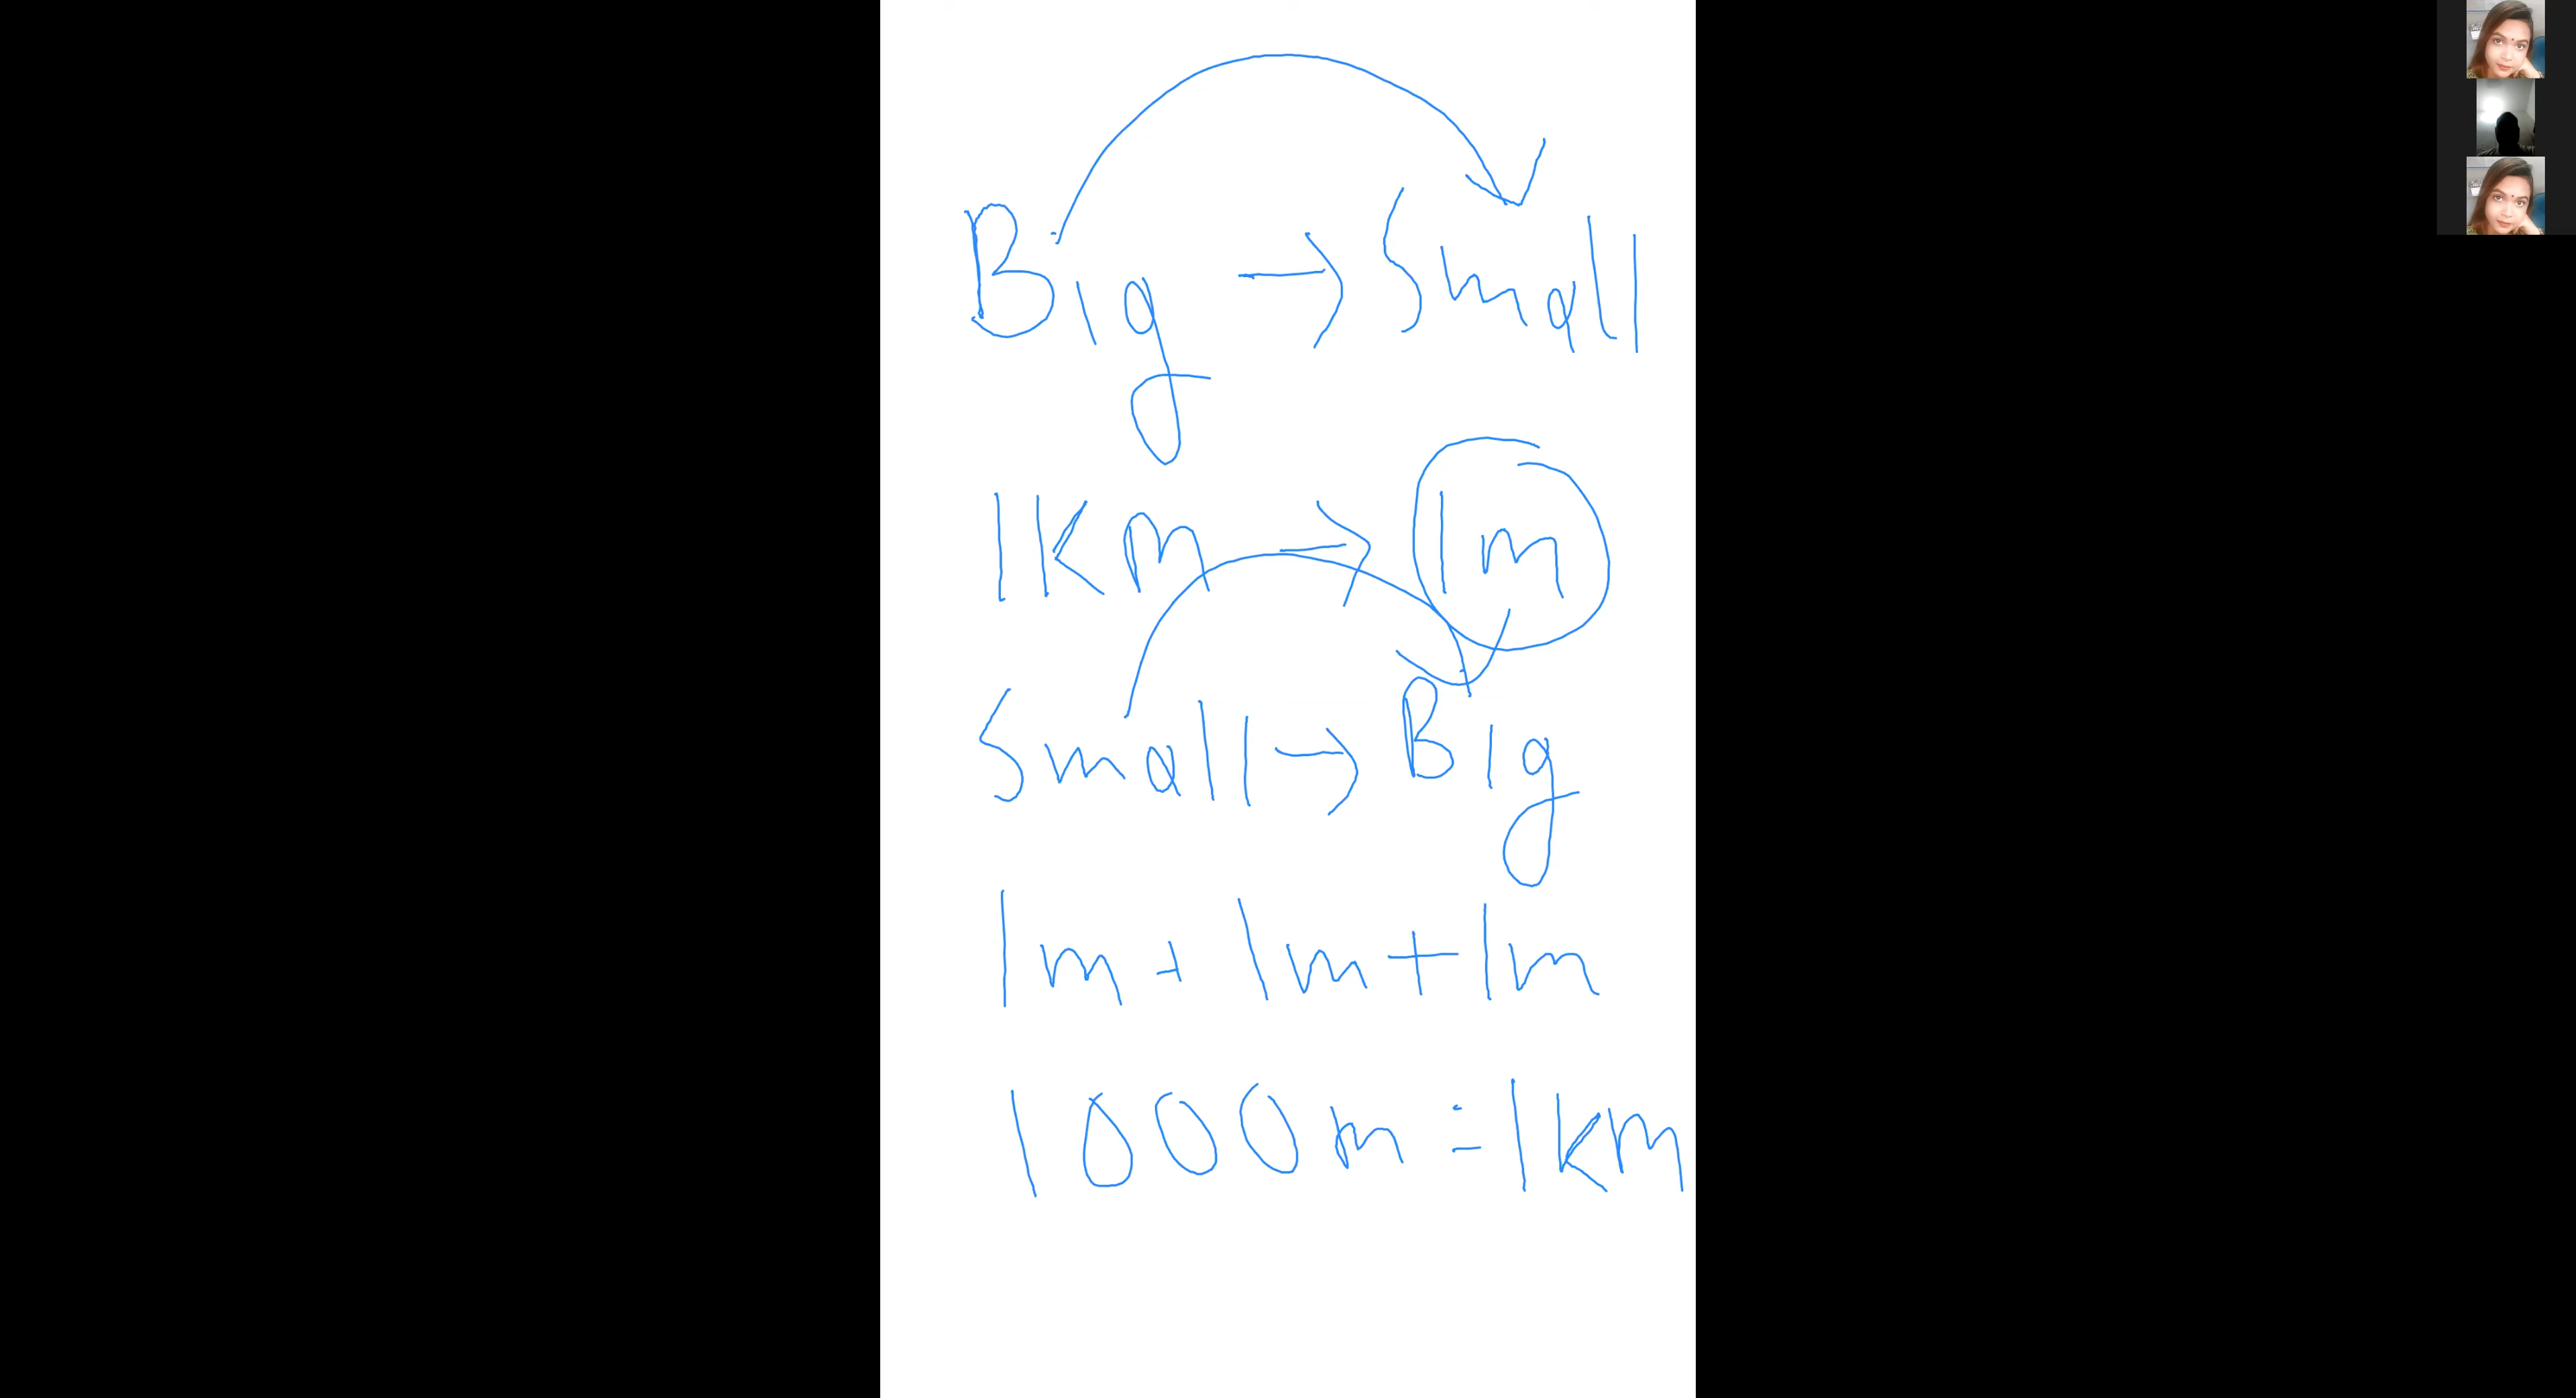 Big → Small
1Km → 1m
Small → Big
1m + 1m + 1m
1000m = 1km